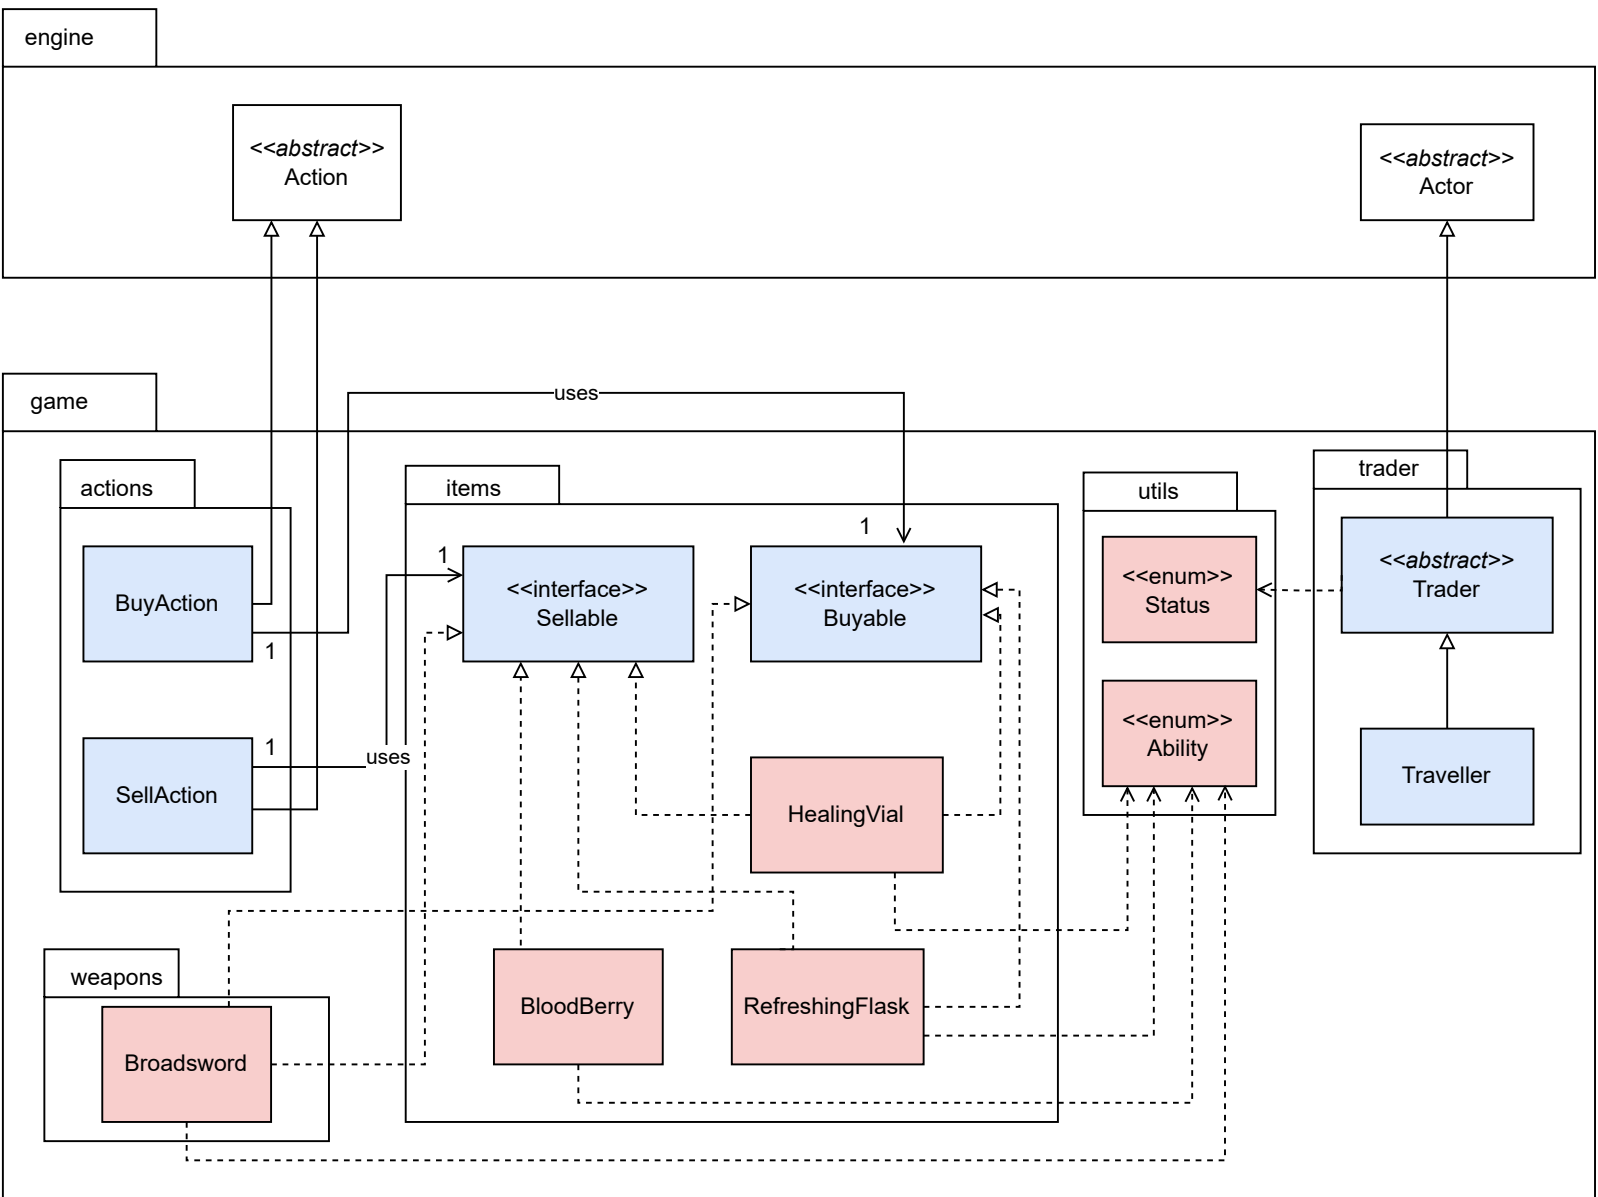 engine
<<abstract>>
Action
<<abstract>>
Actor
game
uses
actions
items
utils
trader
1
1
BuyAction
<<interface>>
Sellable
<<interface>>
Buyable
<<enum>>
Status
<<abstract>>
Trader
1
1
uses
SellAction
HealingVial
<<enum>>
Ability
Traveller
weapons
Broadsword
BloodBerry
RefreshingFlask